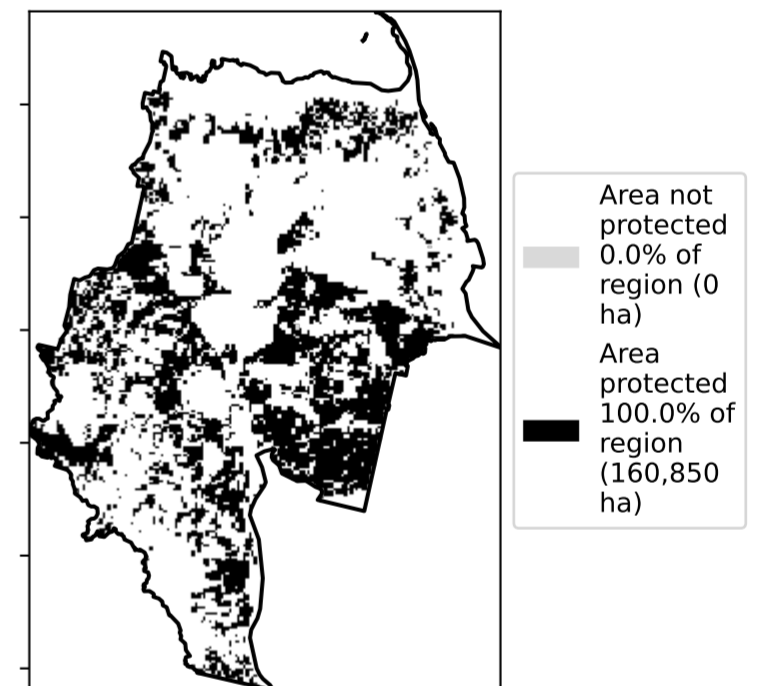 Area not
protected
0.0% of
region (0
ha)
Area
protected
100.0% of
region
(160,850
ha)